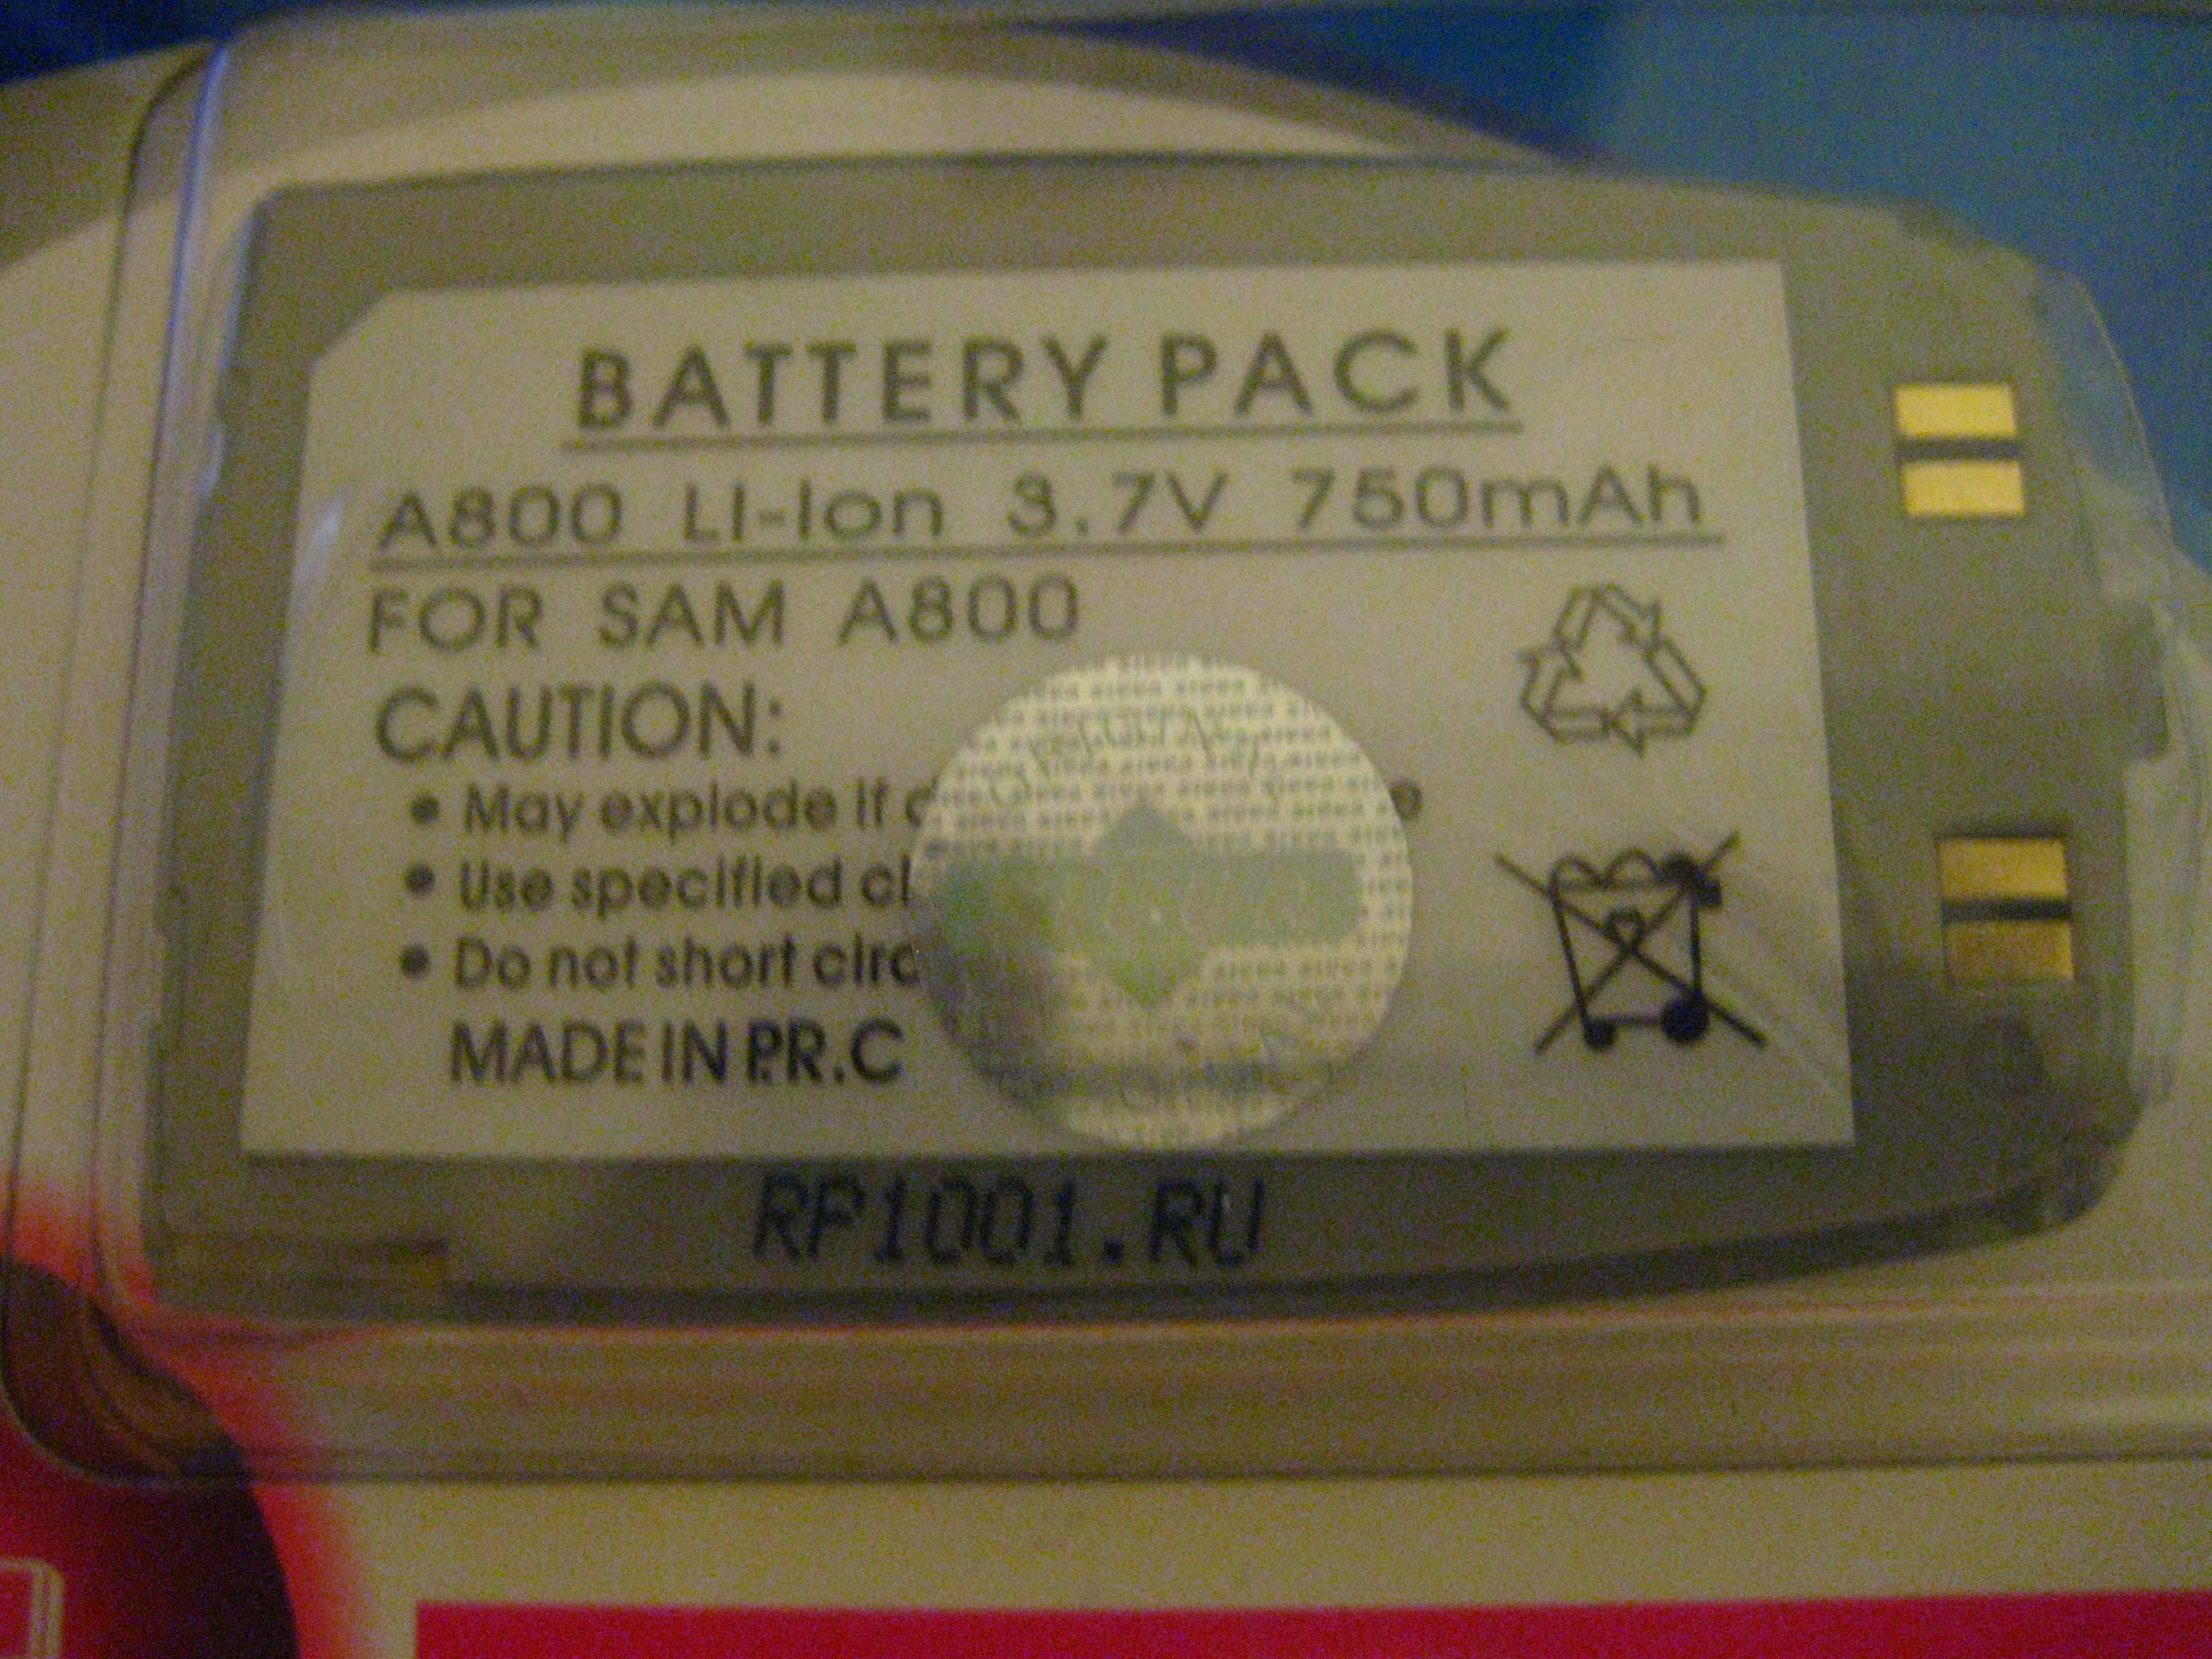 BATTERY PACK
A800 LI-Ion 3.7V 750mAh
FOR SAM A800
CAUTION:
• May explode if
• Use specified
• Do not short circ
MADE IN P.R.C
RP1001.RU